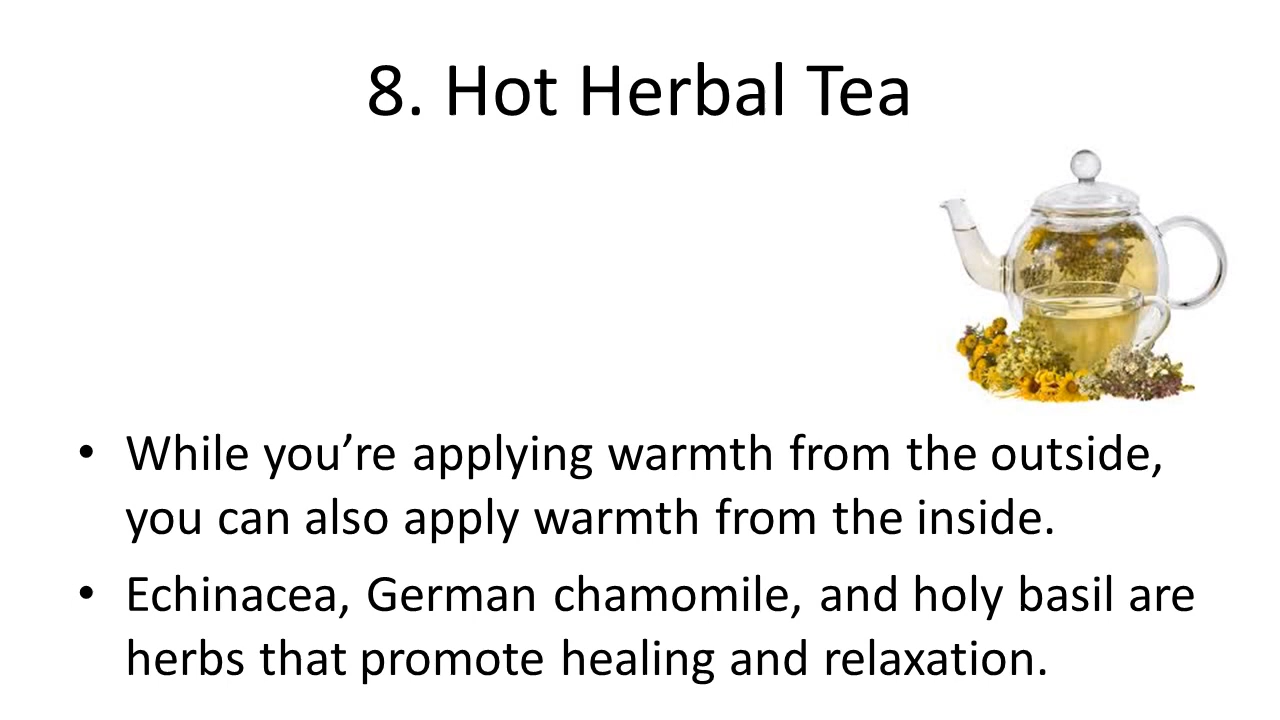 8. Hot Herbal Tea
• While you’re applying warmth from the outside,
you can also apply warmth from the inside.
• Echinacea, German chamomile, and holy basil are
herbs that promote healing and relaxation.